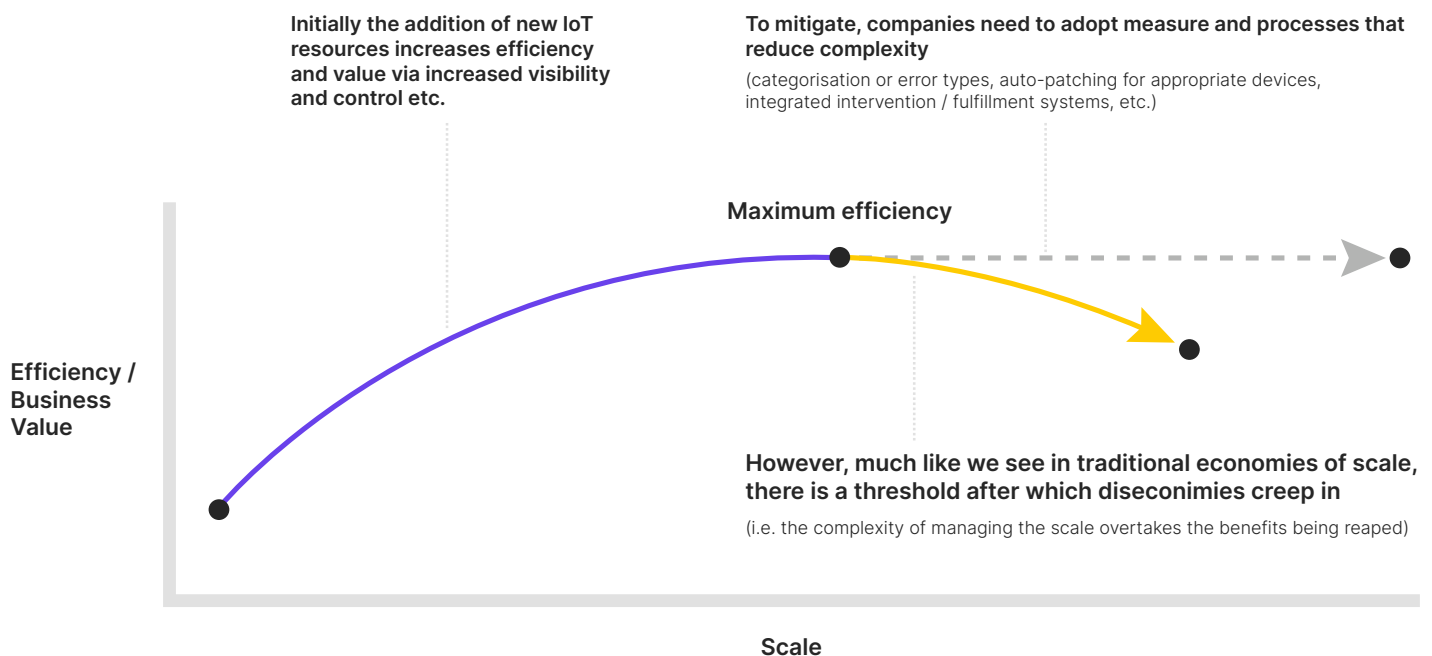 Initially the addition of new IoT
resources increases efficiency
and value via increased visibility
and control etc.
To mitigate, companies need to adopt measure and processes that
reduce complexity
(categorisation or error types, auto-patching for appropriate devices,
integrated intervention / fulfillment systems, etc.)
Maximum efficiency
Efficiency /
Business
Value
However, much like we see in traditional economies of scale,
there is a threshold after which diseconimies creep in
(i.e. the complexity of managing the scale overtakes the benefits being reaped)
Scale